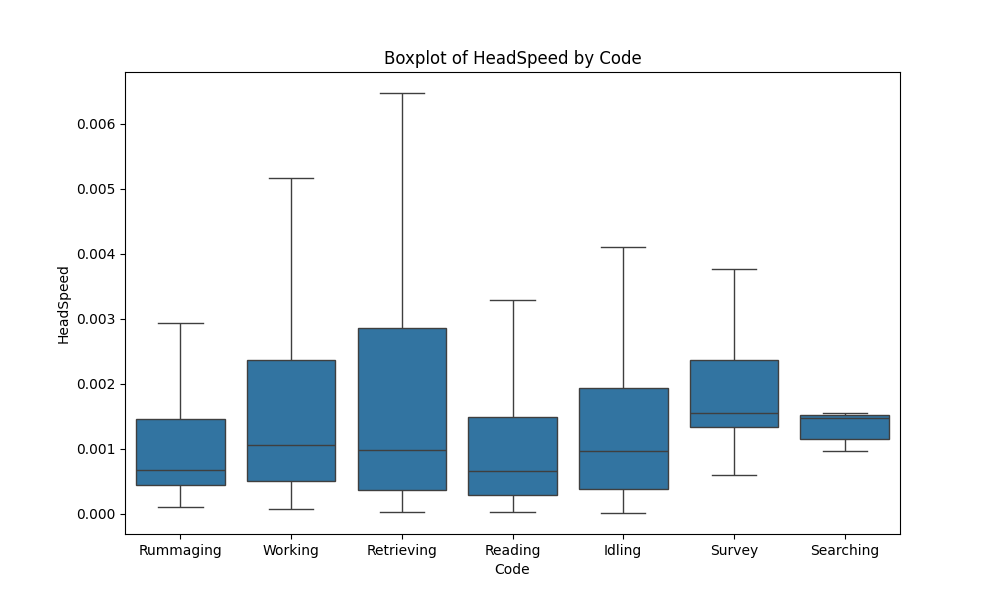 Boxplot of HeadSpeed by Code
HeadSpeed
0.006
0.005
0.004
0.003
0.002
0.001
0.000
Rummaging Working Retrieving Reading Idling Survey Searching
Code